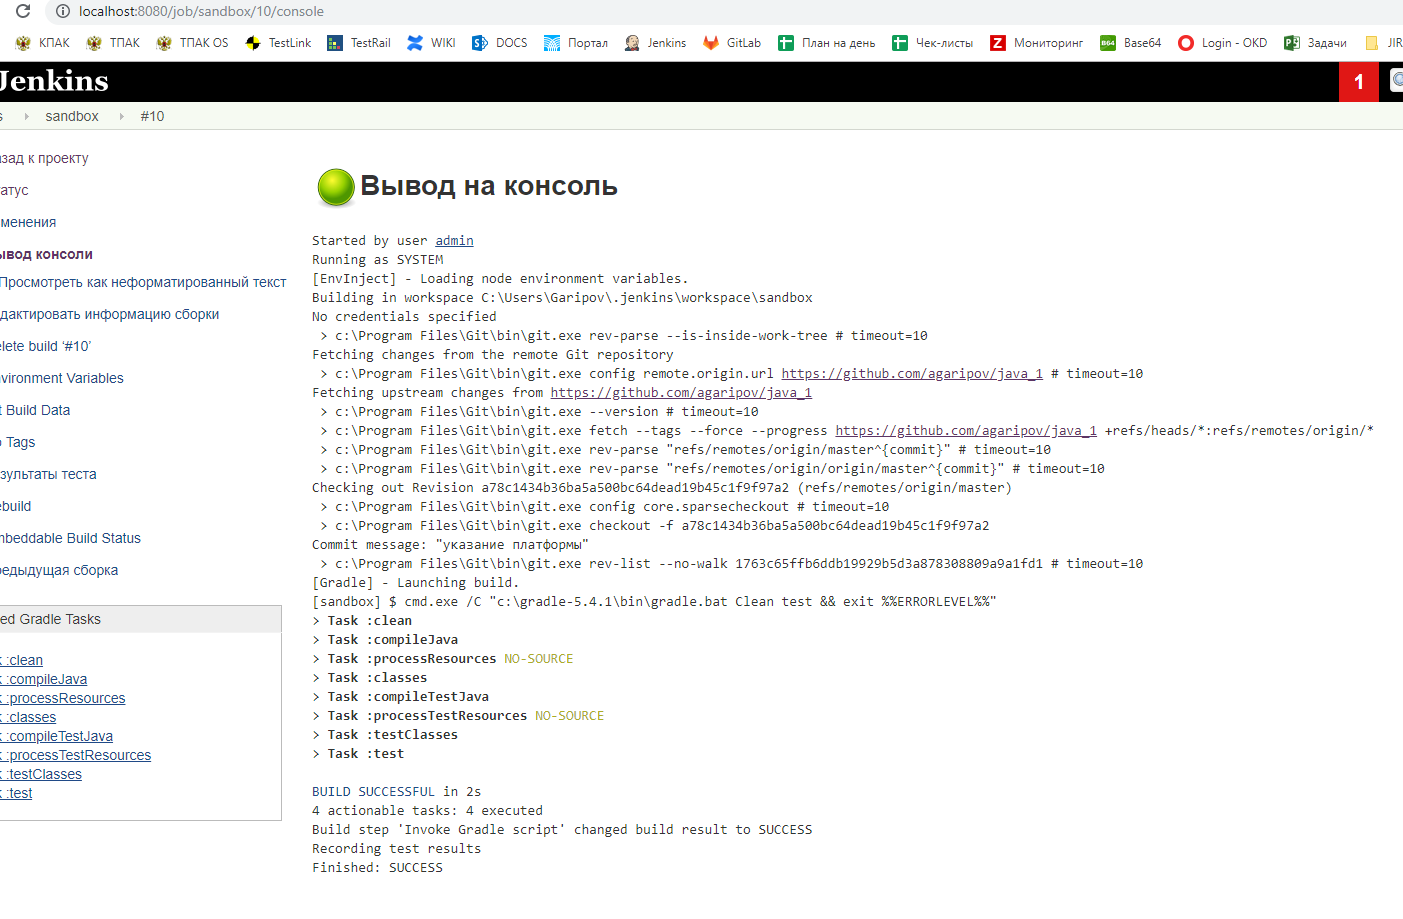 localhost:8080/job/sandbox/10/console
КПАК ТПАК ТПАК OS TestLink TestRail WIKI DOCS Портал Jenkins GitLab План на день Чек-листы Мониторинг Base64 Login - OKD Задачи JIR
Jenkins 1
s sandbox #10
азад к проекту
татус
менения
ывод консоли
Просмотреть как неформатированный текст
дактировать информацию сборки
elete build ‘#10’
vironment Variables
t Build Data
o Tags
зультаты теста
ebuild
mbeddable Build Status
редыдущая сборка
ed Gradle Tasks
k :clean
k :compileJava
k :processResources
k :classes
k :compileTestJava
k :processTestResources
k :testClasses
k :test
Вывод на консоль
Started by user admin
Running as SYSTEM
[EnvInject] - Loading node environment variables.
Building in workspace C:\Users\Garipov\.jenkins\workspace\sandbox
No credentials specified
> c:\Program Files\Git\bin\git.exe rev-parse --is-inside-work-tree # timeout=10
Fetching changes from the remote Git repository
> c:\Program Files\Git\bin\git.exe config remote.origin.url https://github.com/agaripov/java_1 # timeout=10
Fetching upstream changes from https://github.com/agaripov/java_1
> c:\Program Files\Git\bin\git.exe --version # timeout=10
> c:\Program Files\Git\bin\git.exe fetch --tags --force --progress https://github.com/agaripov/java_1 +refs/heads/*:refs/remotes/origin/*
> c:\Program Files\Git\bin\git.exe rev-parse "refs/remotes/origin/master^{commit}" # timeout=10
> c:\Program Files\Git\bin\git.exe rev-parse "refs/remotes/origin/origin/master^{commit}" # timeout=10
Checking out Revision a78c1434b36ba5a500bc64dead19b45c1f9f97a2 (refs/remotes/origin/master)
> c:\Program Files\Git\bin\git.exe config core.sparsecheckout # timeout=10
> c:\Program Files\Git\bin\git.exe checkout -f a78c1434b36ba5a500bc64dead19b45c1f9f97a2
Commit message: "указание платформы"
> c:\Program Files\Git\bin\git.exe rev-list --no-walk 1763c65ffb6ddb19929b5d3a878308809a9a1fd1 # timeout=10
[Gradle] - Launching build.
[sandbox] $ cmd.exe /C "c:\gradle-5.4.1\bin\gradle.bat Clean test && exit %%ERRORLEVEL%%"
> Task :clean
> Task :compileJava
> Task :processResources NO-SOURCE
> Task :classes
> Task :compileTestJava
> Task :processTestResources NO-SOURCE
> Task :testClasses
> Task :test
BUILD SUCCESSFUL in 2s
4 actionable tasks: 4 executed
Build step 'Invoke Gradle script' changed build result to SUCCESS
Recording test results
Finished: SUCCESS